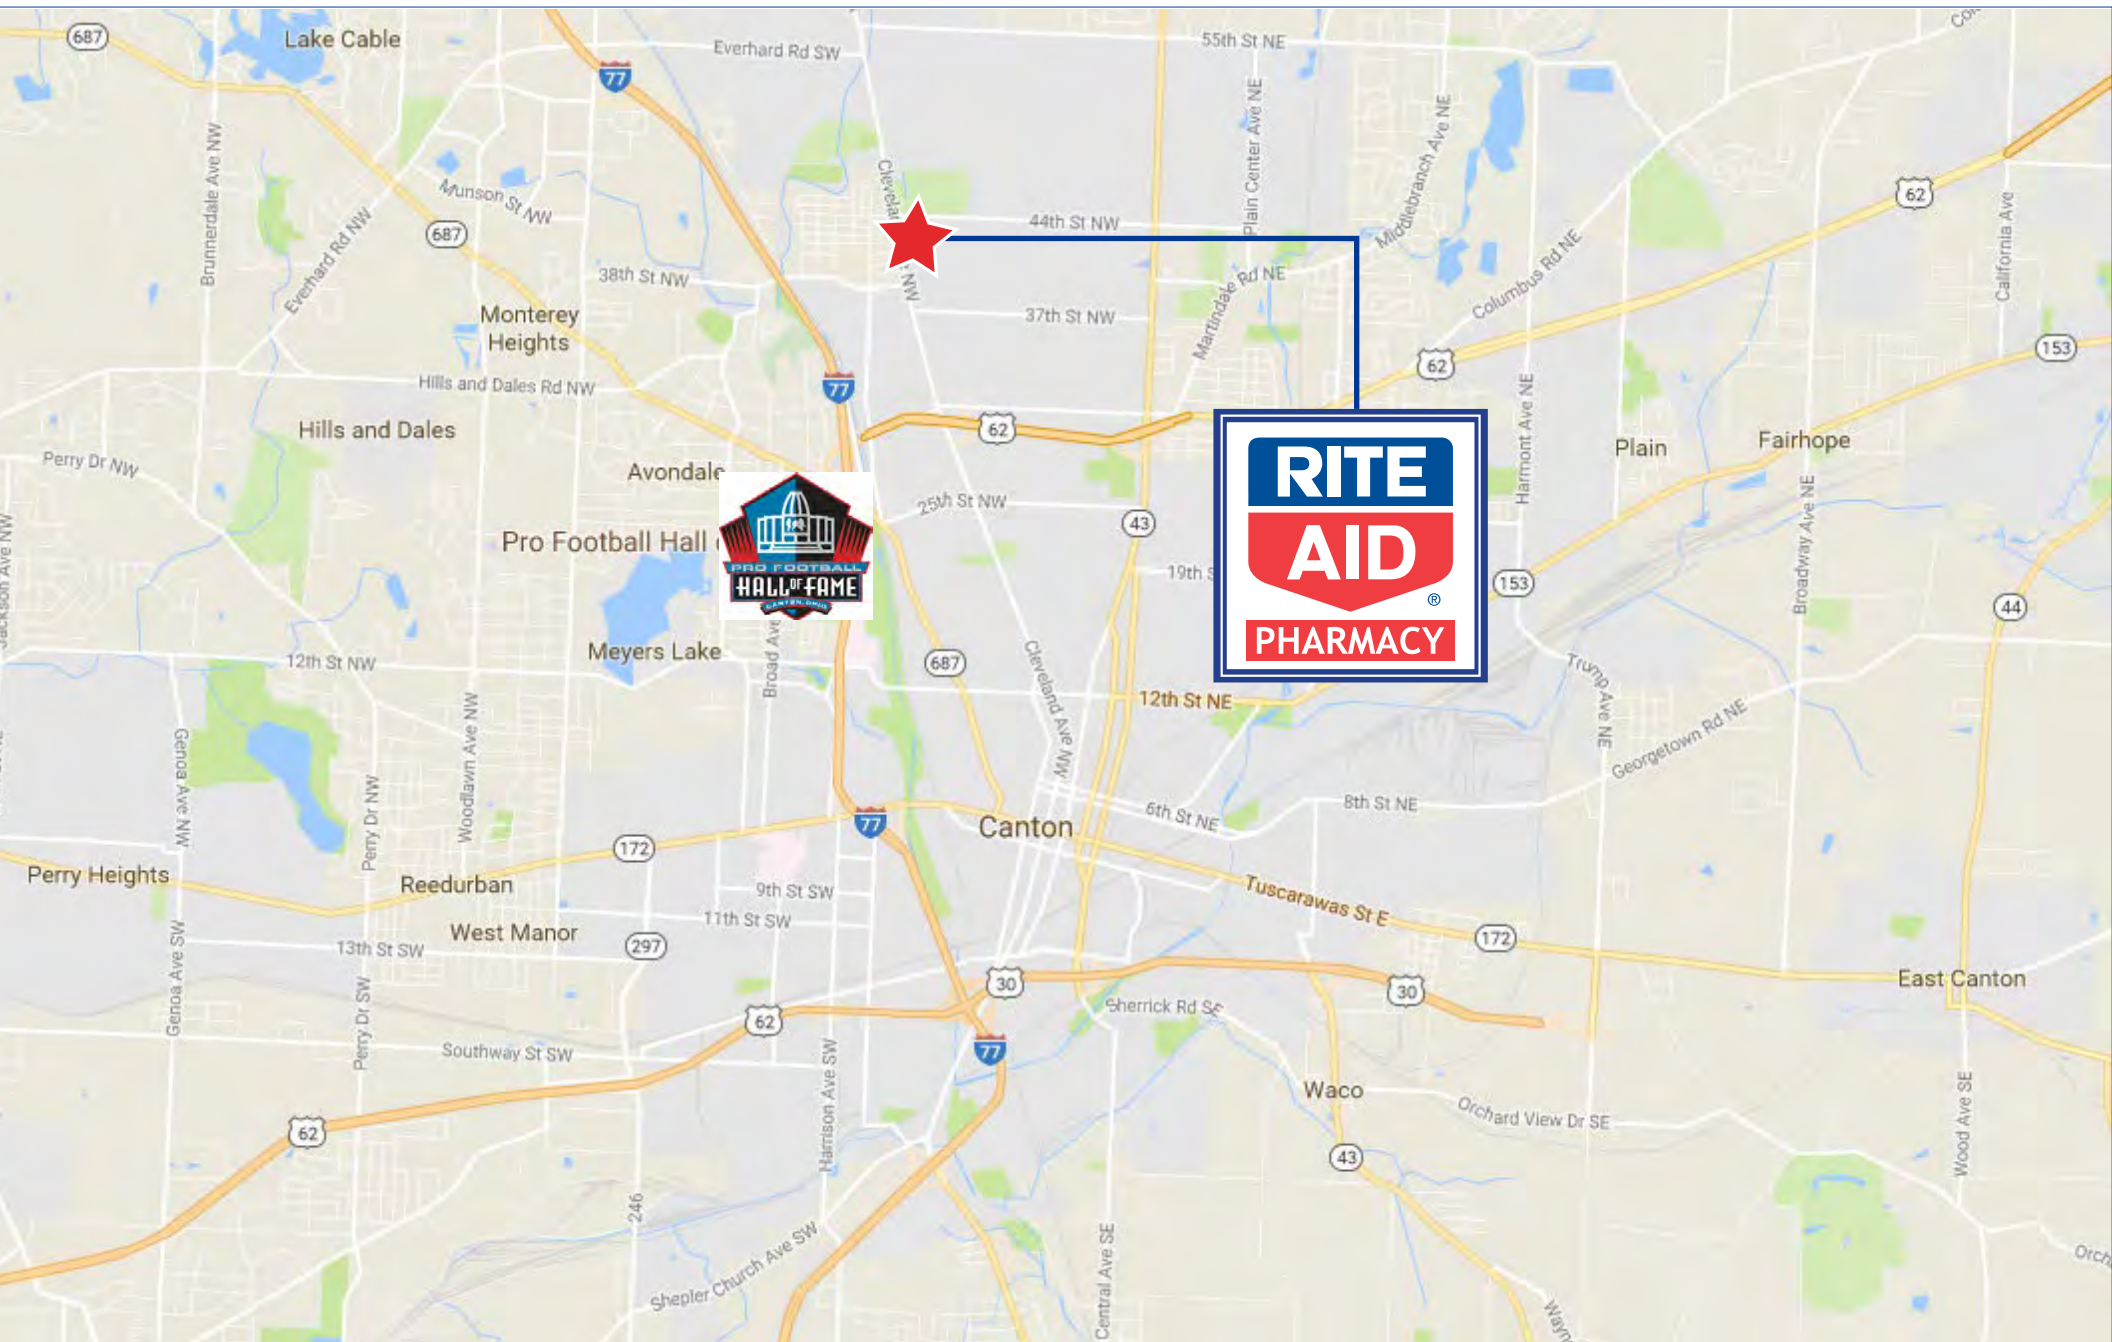 687
Lake Cable
77
Everhard Rd SW
55th St NE
Brunnerdale Ave NW
Munson St NW
Everhard Rd NW
687
Plain Center Ave NE
Middlebranch Ave NE
62
California Ave
44th St NW
38th St NW
NW
37th St NW
Martindale Rd NE
Columbus Rd NE
Monterey
Heights
62
153
77
Hills and Dales Rd NW
Hills and Dales
62
Harmont Ave NE
Plain
Fairhope
Perry Dr NW
Avondale
25th St NW
43
Broadway Ave NE
RITE
AID
®
PHARMACY
Pro Football Hall
PRO FOOTBALL
HALL OF FAME
CANTON, OHIO
Jackson Ave NW
19th S
153
44
12th St NW
Meyers Lake
Broad Ave
687
Cleveland Ave NW
12th St NE
Trump Ave NE
Georgetown Rd NE
Genoa Ave NW
Perry Dr NW
Woodlawn Ave NW
77
Canton
6th St NE
8th St NE
172
Perry Heights
Reedurban
9th St SW
11th St SW
Tuscarawas St E
West Manor
297
13th St SW
172
Genoa Ave SW
Perry Dr SW
East Canton
30
30
62
Sherrick Rd SE
77
Southway St SW
Harrison Ave SW
Waco
Orchard View Dr SE
Wood Ave SE
62
43
246
Shepler Church Ave SW
Central Ave SE
Orch